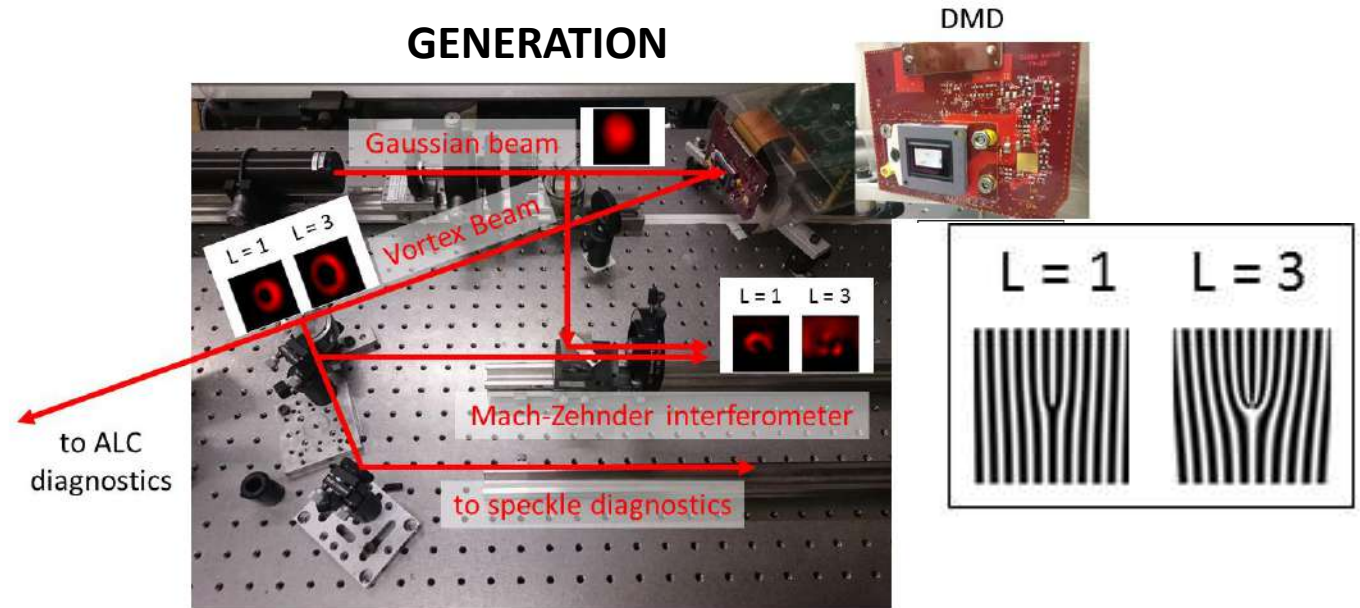 GENERATION
DMD
Gaussian beam
Vortex Beam
L = 1
L = 3
L = 1
L = 3
L = 1
L = 3
Mach-Zehnder interferometer
to ALC
diagnostics
to speckle diagnostics